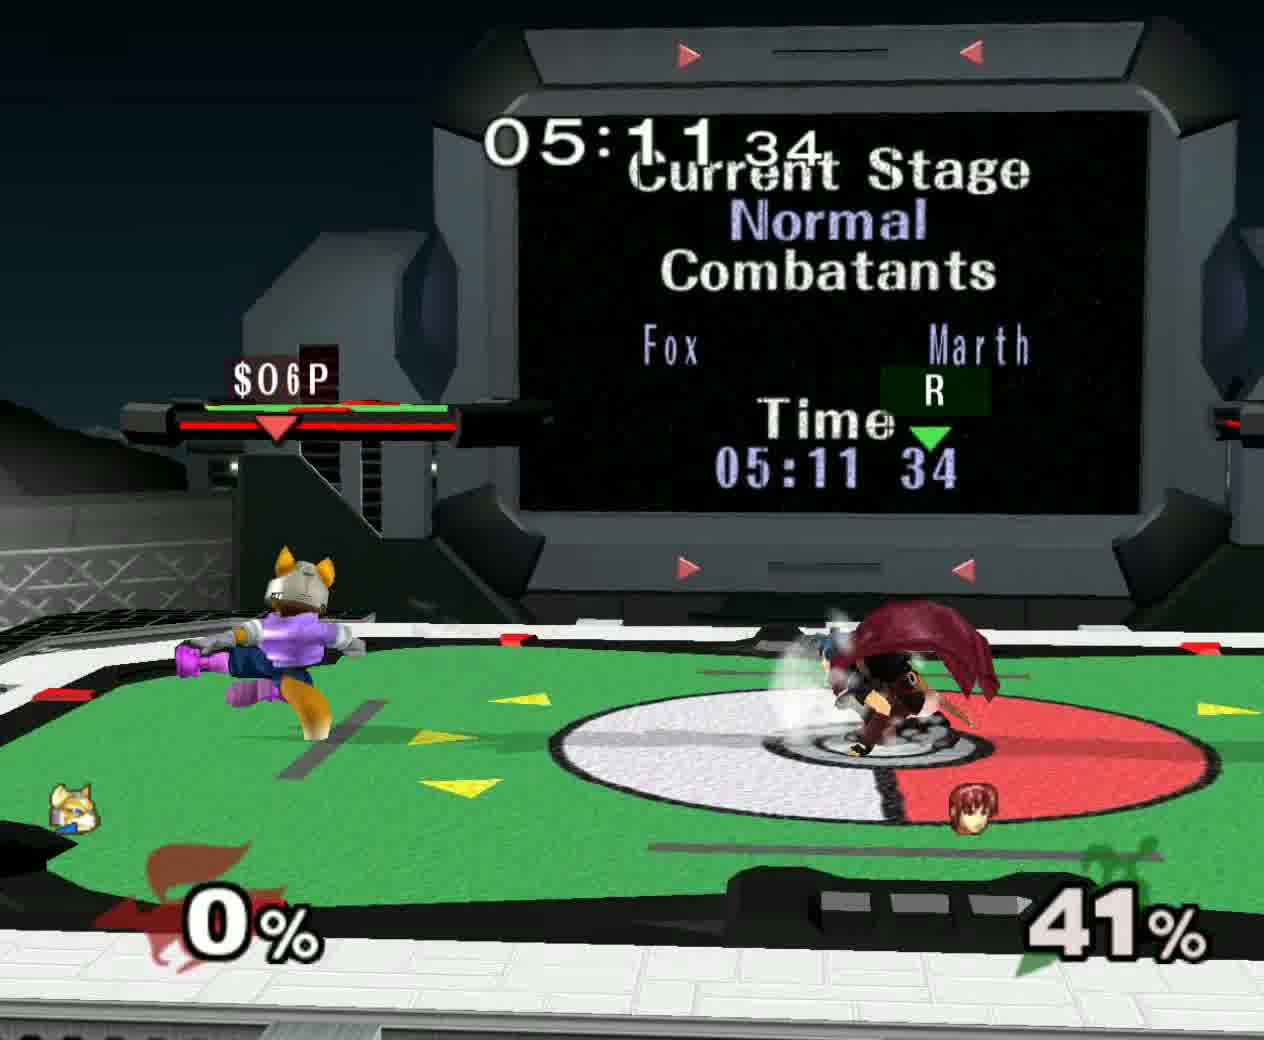 05:11 34
Current Stage
Normal
Combatants
Fox Marth
$06P
R
Time
05:11 34
0%
41%